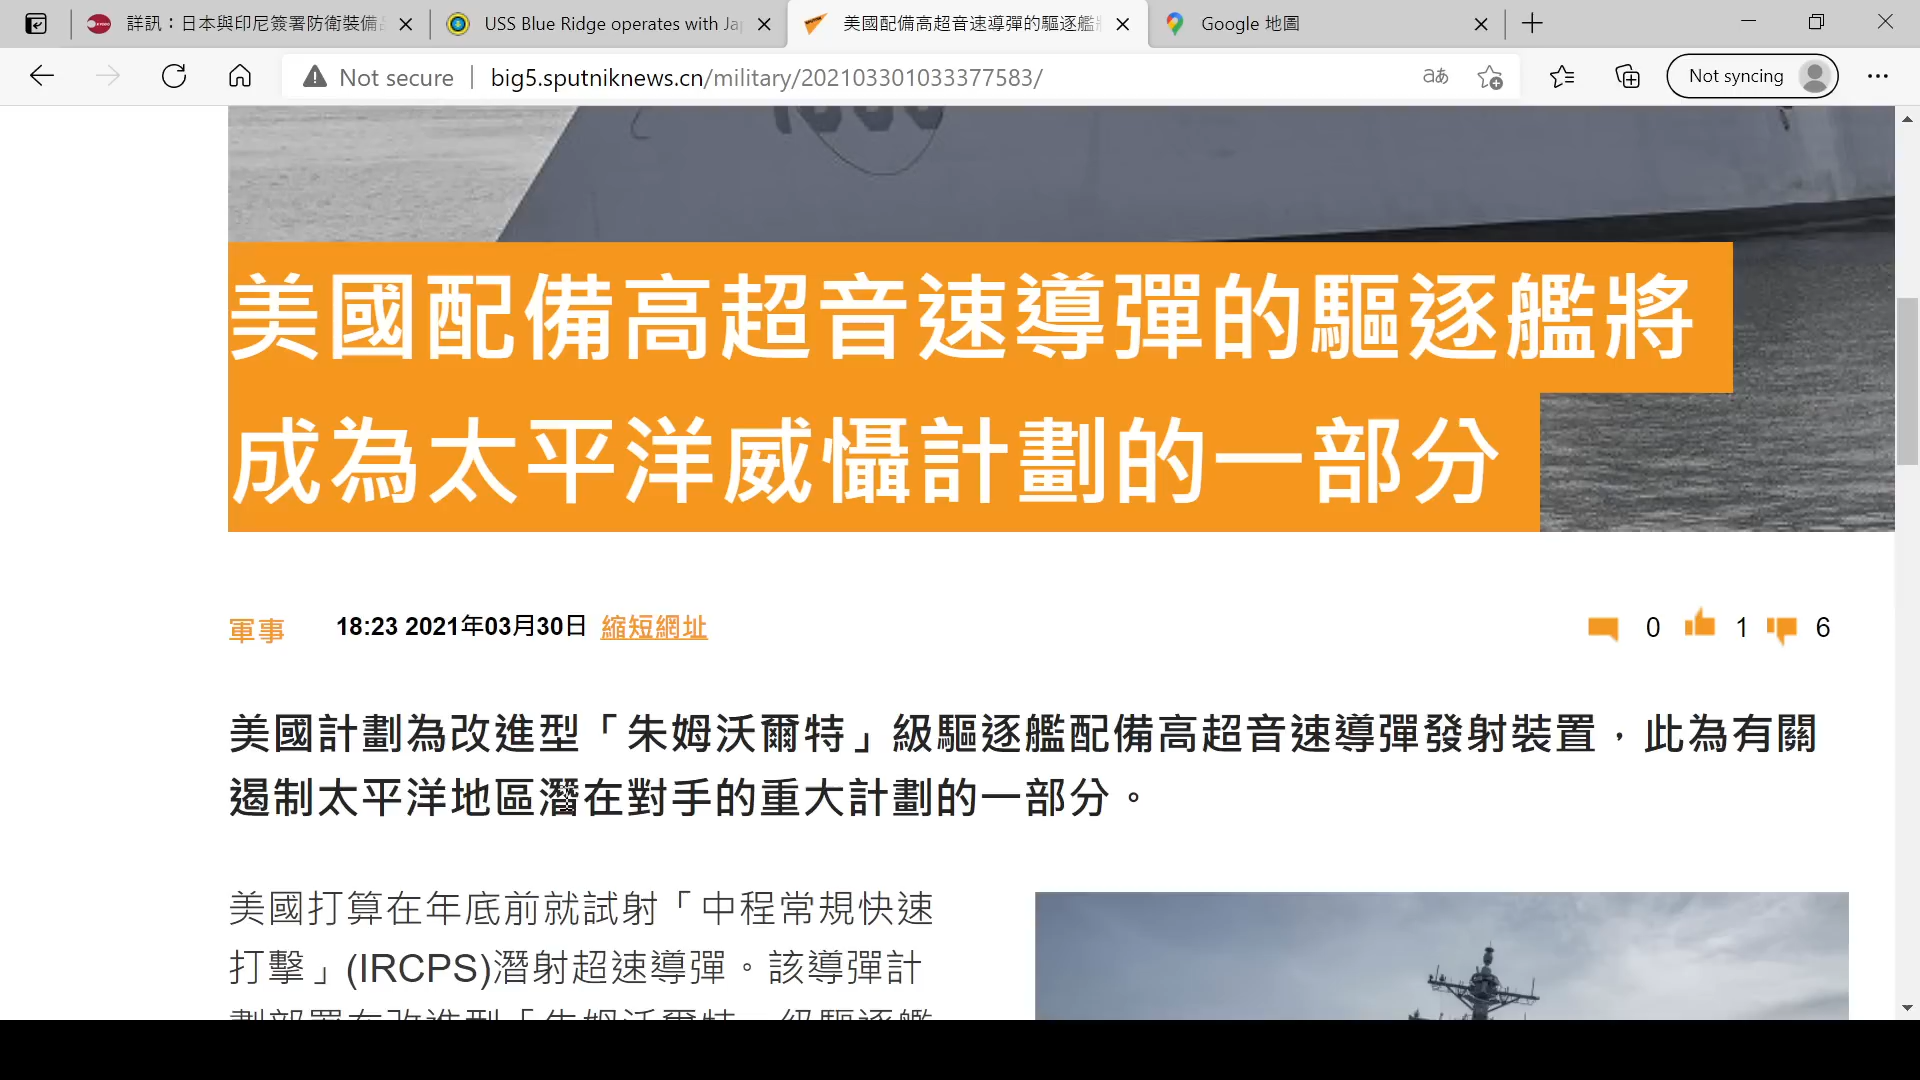 詳訊：日本與印尼簽署防衛裝備
USS Blue Ridge operates with Ja
美國配備高超音速導彈的驅逐艦
Google 地圖
Not secure
big5.sputniknews.cn/military/202103301033377583/
aあ
Not syncing
美國配備高超音速導彈的驅逐艦將
成為太平洋威懾計劃的一部分
軍事
18:23 2021年03月30日
縮短網址
0
1
6
美國計劃為改進型「朱姆沃爾特」級驅逐艦配備高超音速導彈發射裝置，此為有關
遏制太平洋地區潛在對手的重大計劃的一部分。
美國打算在年底前就試射「中程常規快速
打擊」(IRCPS)潛射超速導彈。該導彈計